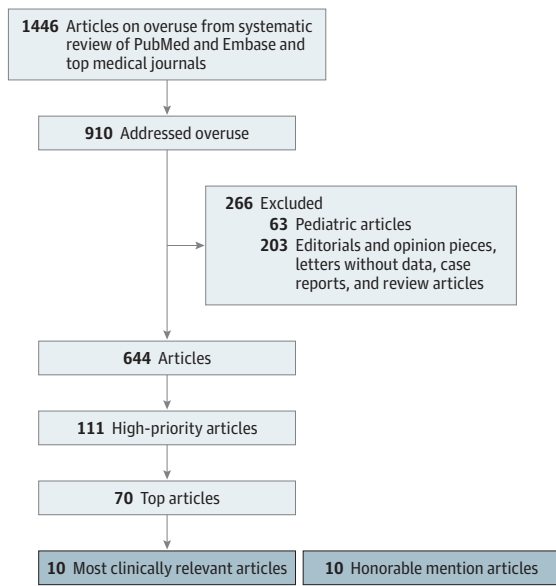 1446 Articles on overuse from systematic
review of PubMed and Embase and
top medical journals
910 Addressed overuse
266 Excluded
63 Pediatric articles
203 Editorials and opinion pieces,
letters without data, case
reports, and review articles
644 Articles
111 High-priority articles
70 Top articles
10 Most clinically relevant articles
10 Honorable mention articles